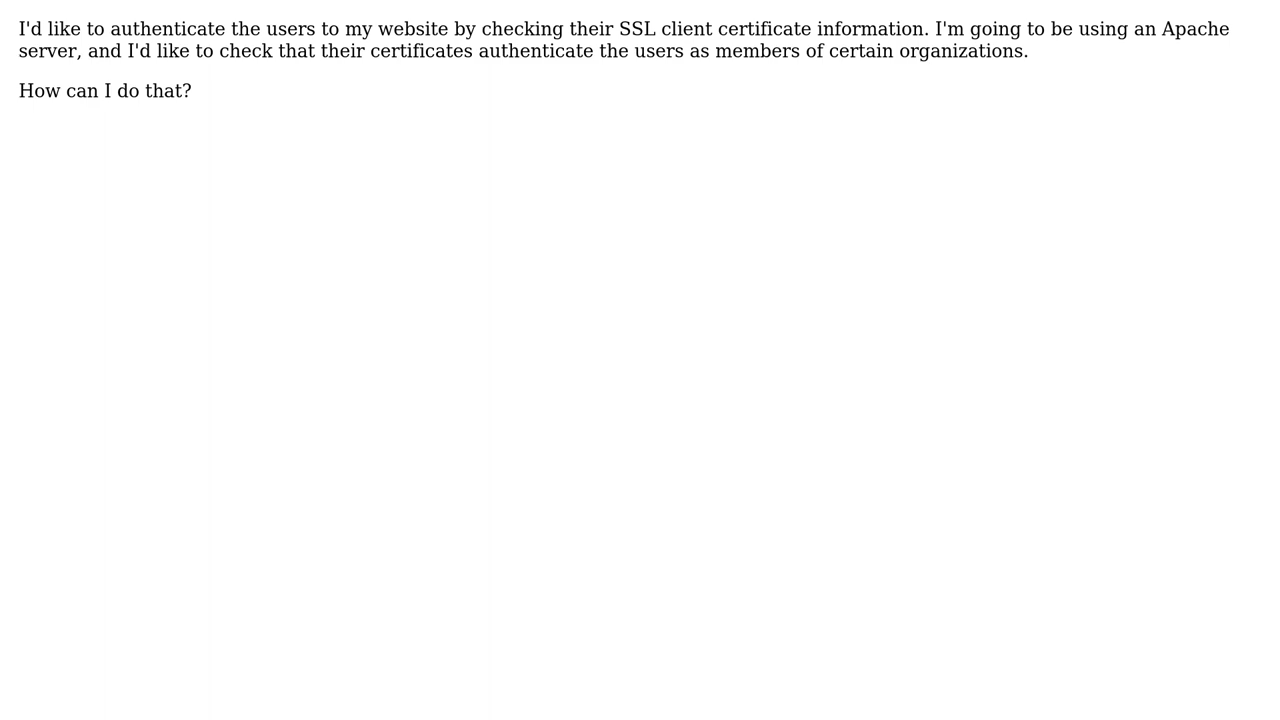 I'd like to authenticate the users to my website by checking their SSL client certificate information. I'm going to be using an Apache
server, and I'd like to check that their certificates authenticate the users as members of certain organizations.
How can I do that?